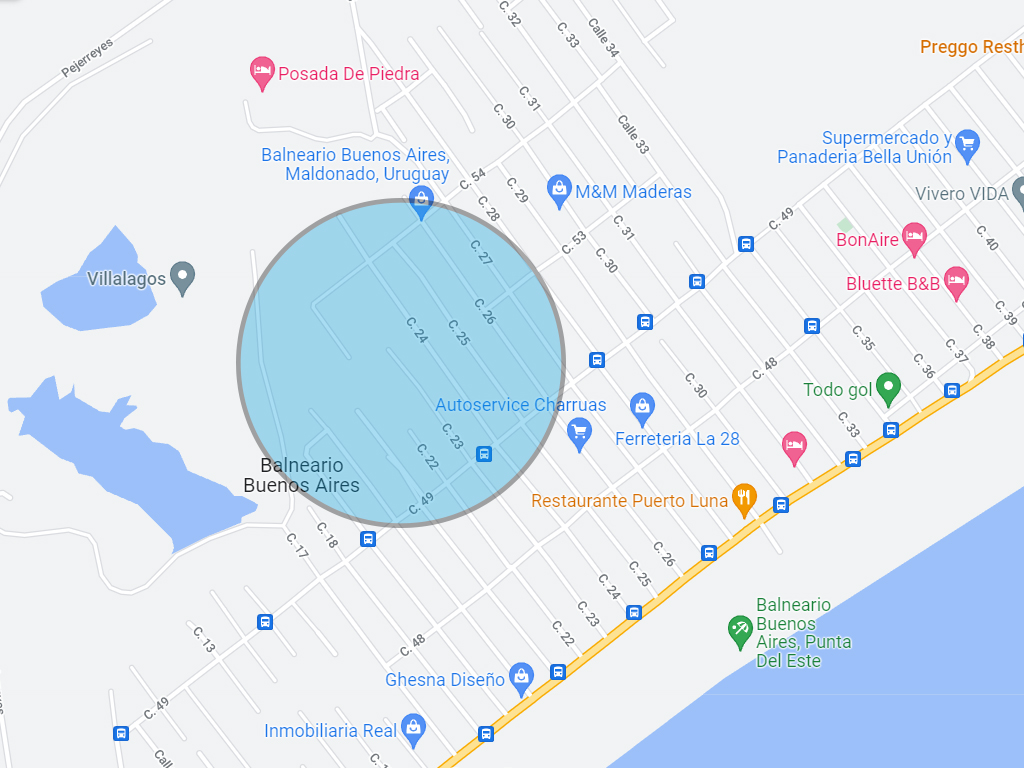 C. 32
C. 33
Calle 34
Preggo Resth
Pejerreyes
Posada De Piedra
C. 31
C. 30
Calle 33
Supermercado y
Panaderia Bella Unión
Balneario Buenos Aires,
Maldonado, Uruguay
C. 54
C. 29
C. 28
M&M Maderas
Vivero VIDA
C. 49
C. 31
C. 53
C. 30
C. 27
BonAire
C. 40
Villalagos
Bluette B&B
C. 26
C. 24
C. 25
C. 39
C. 38
C. 35
C. 37
C. 36
C. 48
C. 30
Todo gol
Autoservice Charruas
C. 33
C. 23
Ferreteria La 28
C. 22
Balneario
Buenos Aires
C. 49
Restaurante Puerto Luna
C. 18
C. 17
C. 26
C. 25
C. 24
C. 23
C. 22
Balneario
Buenos
Aires, Punta
Del Este
C. 13
C. 48
Ghesna Diseño
C. 49
Inmobiliaria Real
Call
C. 1